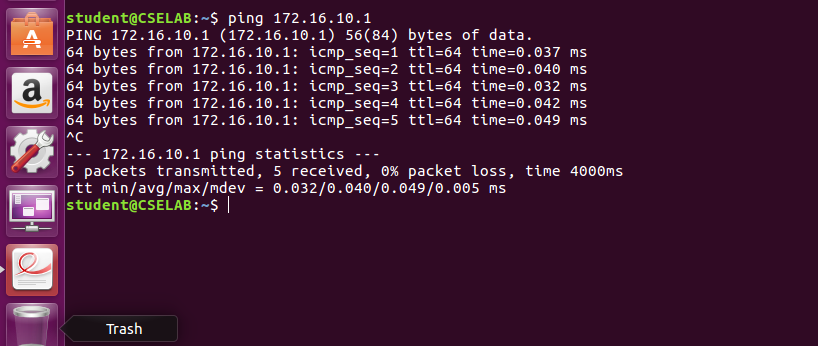 student@CSELAB:~$ ping 172.16.10.1
PING 172.16.10.1 (172.16.10.1) 56(84) bytes of data.
64 bytes from 172.16.10.1: icmp_seq=1 ttl=64 time=0.037 ms
64 bytes from 172.16.10.1: icmp_seq=2 ttl=64 time=0.040 ms
64 bytes from 172.16.10.1: icmp_seq=3 ttl=64 time=0.032 ms
64 bytes from 172.16.10.1: icmp_seq=4 ttl=64 time=0.042 ms
64 bytes from 172.16.10.1: icmp_seq=5 ttl=64 time=0.049 ms
^C
--- 172.16.10.1 ping statistics ---
5 packets transmitted, 5 received, 0% packet loss, time 4000ms
rtt min/avg/max/mdev = 0.032/0.040/0.049/0.005 ms
student@CSELAB:~$
Trash